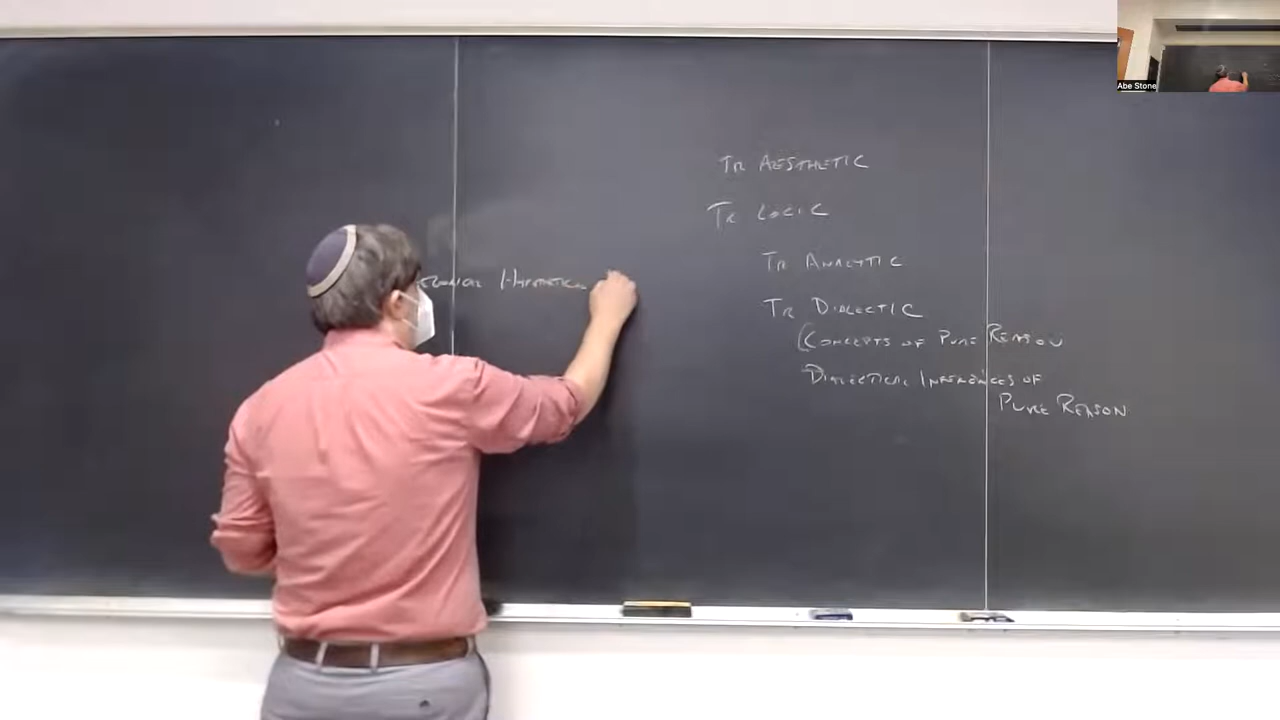 Abe Stone
TR AESTHETIC
TR LOGIC
TR ANALYTIC
TR DIALECTIC
(CONCEPTS OF PURE REASON
DIALECTICAL INFERENCES OF
PURE REASON